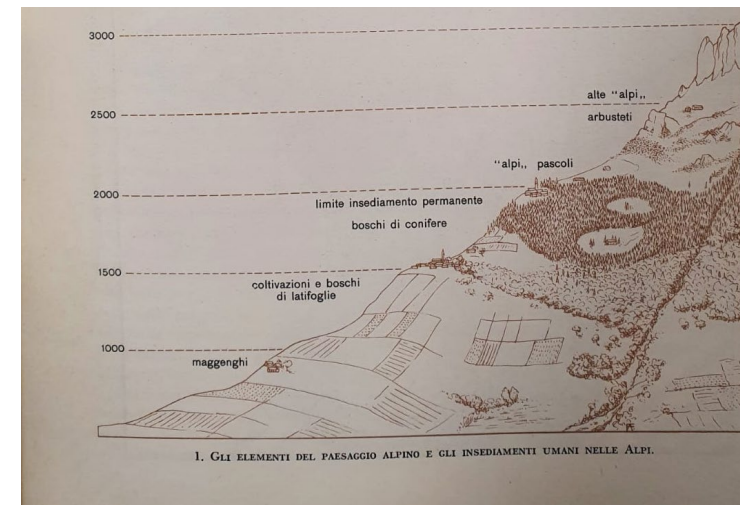 3000
alte "alpi„
2500
arbusteti
"alpi„ pascoli
2000
limite insediamento permanente
boschi di conifere
1500
coltivazioni e boschi
di latifoglie
1000
maggenghi
1. Gli elementi del paesaggio alpino e gli insediamenti umani nelle Alpi.